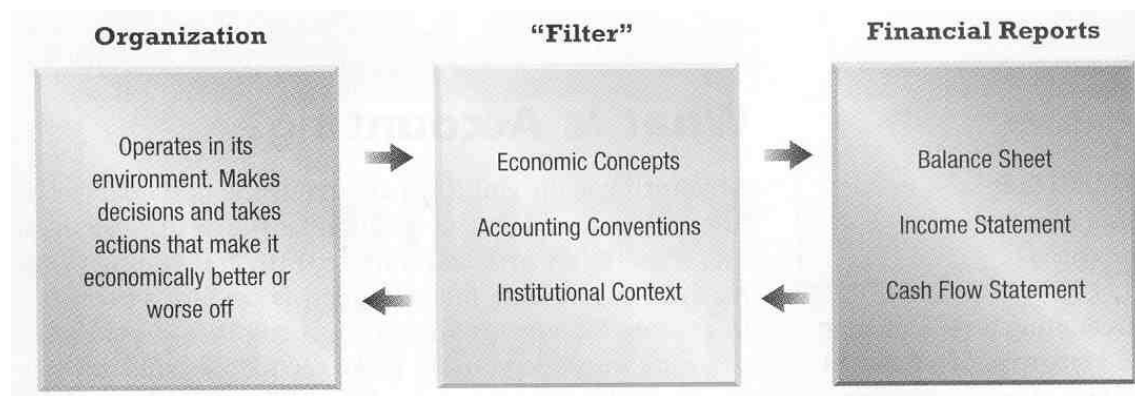 Organization
"Filter"
Financial Reports
Operates in its
environment. Makes
decisions and takes
actions that make it
economically better or
worse off
Economic Concepts
Accounting Conventions
Institutional Context
Balance Sheet
Income Statement
Cash Flow Statement